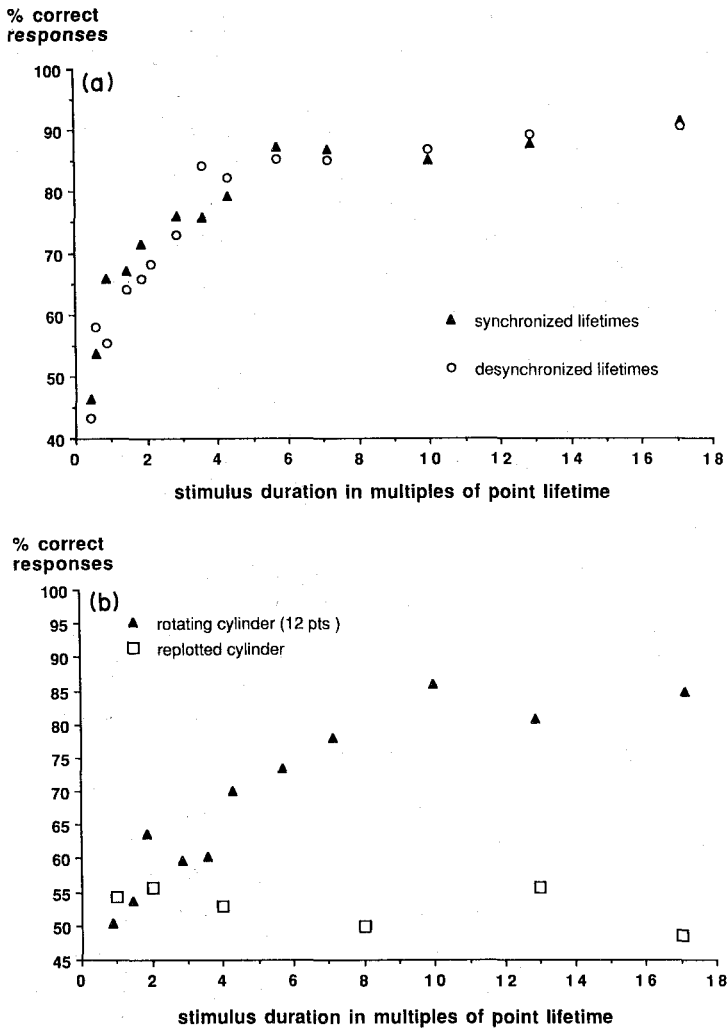 % correct
responses
100
(a)
90
80
70
60
50
40
synchronized lifetimes
desynchronized lifetimes
0 2 4 6 8 10 12 14 16 18
stimulus duration in multiples of point lifetime
% correct
responses
100
(b)
95
90
85
80
75
70
65
60
55
50
45
rotating cylinder (12 pts )
replotted cylinder
0 2 4 6 8 10 12 14 16 18
stimulus duration in multiples of point lifetime